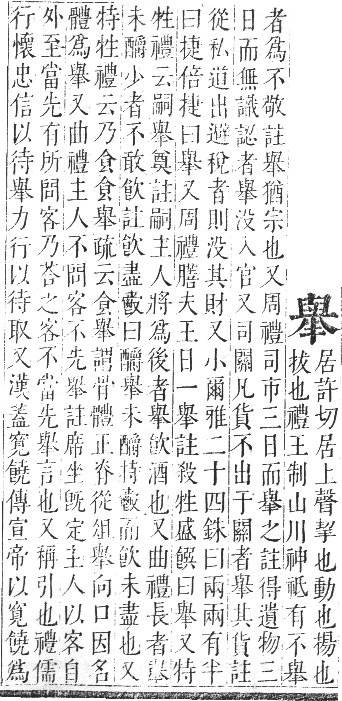 舉
居許切居上聲挈也動也揚也
拔也禮王制山川神祇有不舉
者爲不敬註舉猶宗也又周禮司市三日而舉之註得遺物三
日而無識認者舉没入官又司關凡貨不出于關者舉其貨註
從私道出避稅者則没其財又小爾雅二十四銖曰兩兩有半
曰捷倍捷曰舉又周禮膳夫王日一舉註殺牲盛饌曰舉又特
牲禮云嗣舉奠註嗣主人將爲後者舉飲酒也又曲禮長者舉
未釂少者不敢飲註飲盡爵曰釂舉未釂持爵而飲未盡也又
特牲禮云乃食食舉疏云食舉謂骨體正脊從俎舉向口因名
體爲舉又曲禮主人不問客不先舉註席坐旣定主人以客自
外至當先有所問客乃荅之客不當先舉言也又稱引也禮儒
行懷忠信以待舉力行以待取又漢蓋寬饒傳宣帝以寬饒爲